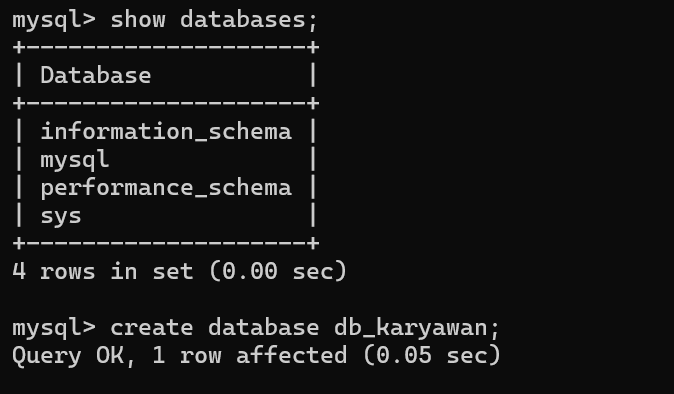 mysql> show databases;
+--------------------+
| Database           |
+--------------------+
| information_schema |
| mysql              |
| performance_schema |
| sys                |
+--------------------+
4 rows in set (0.00 sec)

mysql> create database db_karyawan;
Query OK, 1 row affected (0.05 sec)